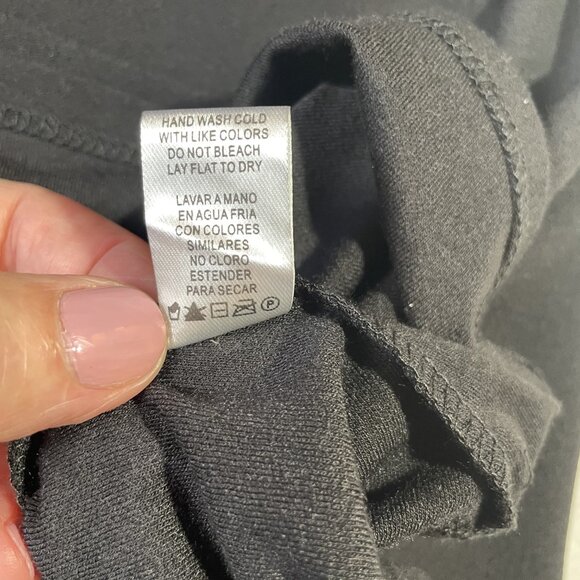 HAND WASH COLD
WITH LIKE COLORS
DO NOT BLEACH
LAY FLAT TO DRY
LAVAR A MANO
EN AGUA FRIA
CON COLORES
SIMILARES
NO CLORO
ESTENDER
PARA SECAR
P